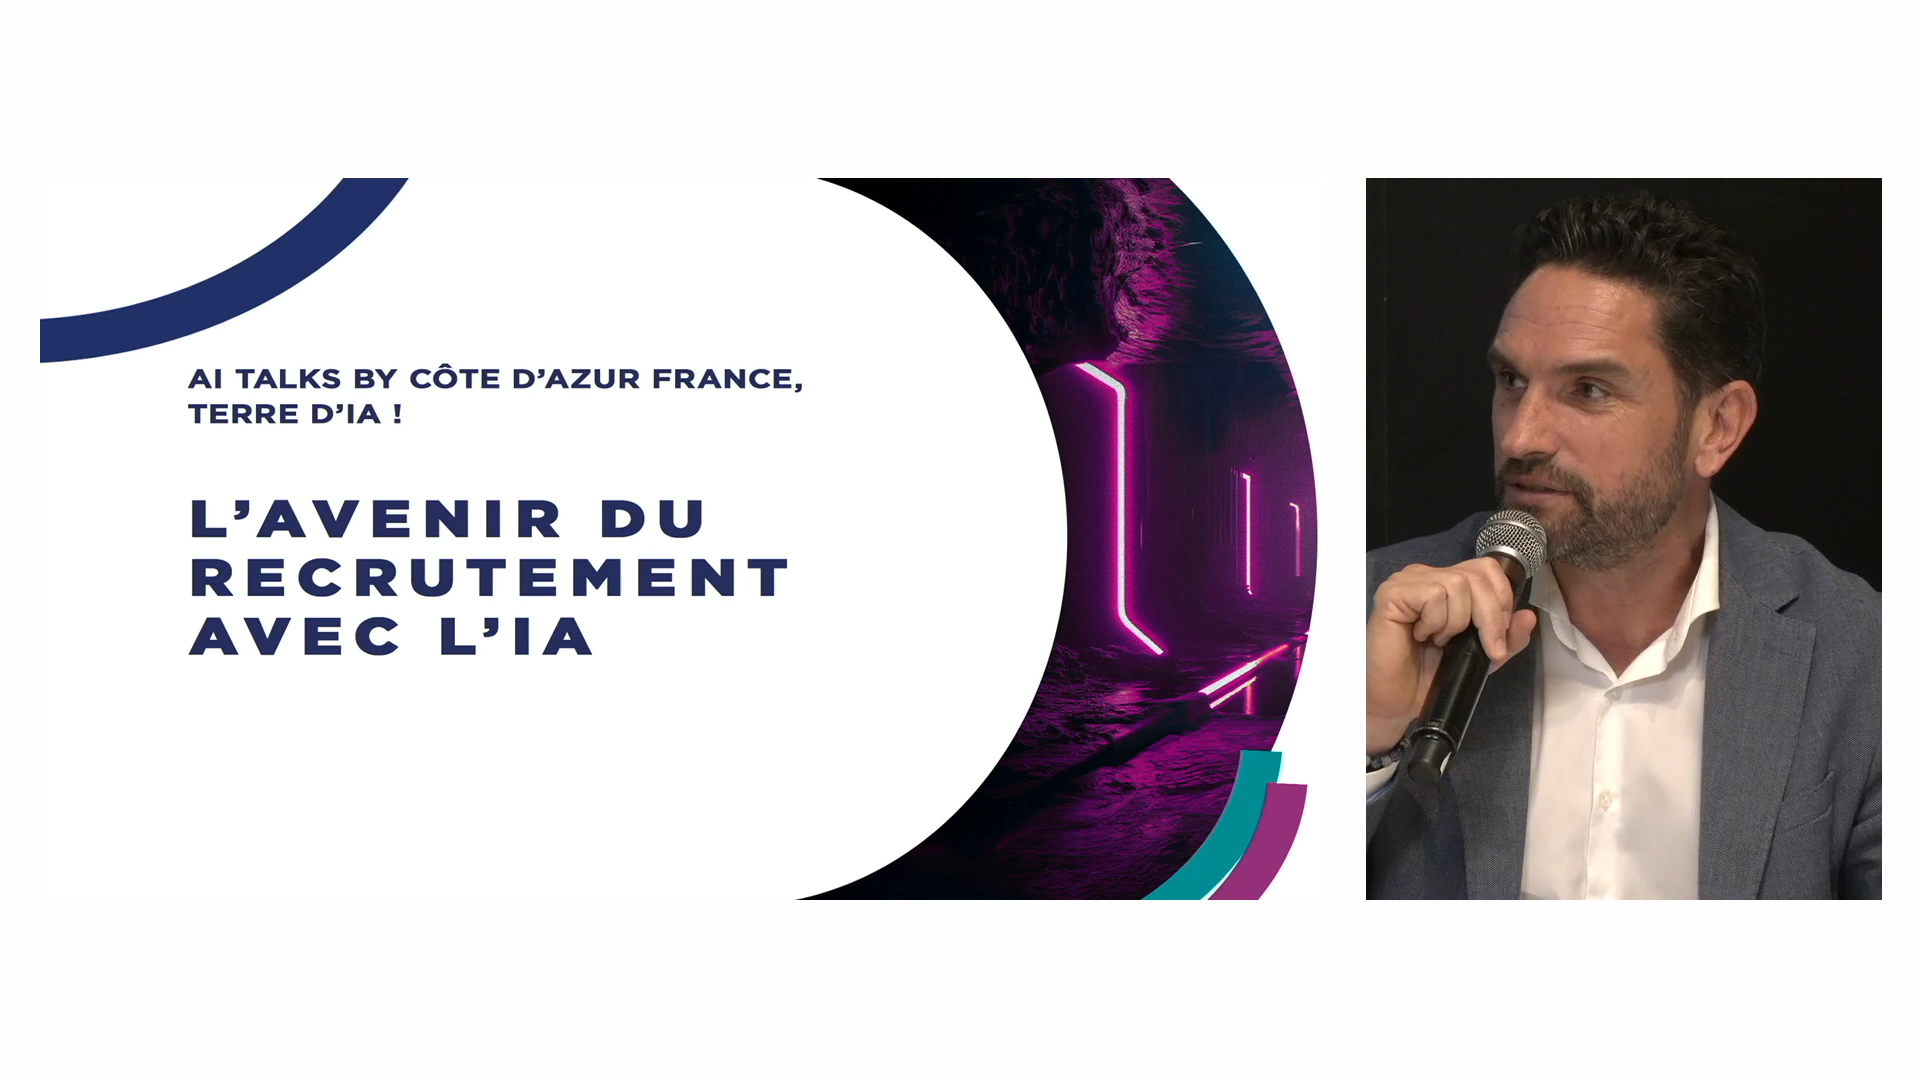 AI TALKS BY CÔTE D’AZUR FRANCE,
TERRE D’IA !
L’AVENIR DU
RECRUTEMENT
AVEC L’IA